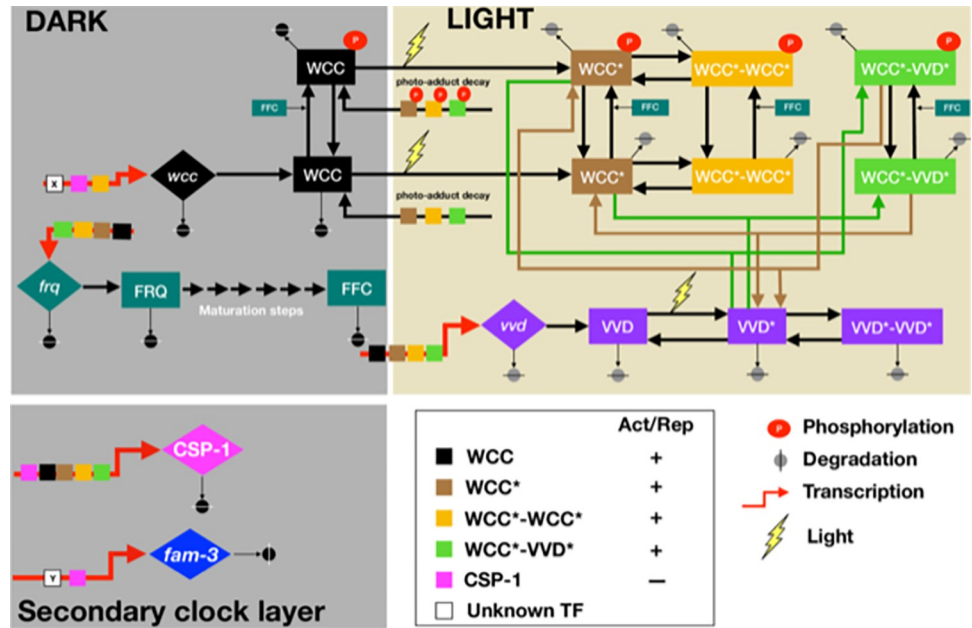 DARK
LIGHT
P
WCC
WCC*
P
WCC*-WCC*
P
WCC*-VVD*
P
photo-adduct decay
P P P
FFC
FFC
FFC
FFC
X
wcc
WCC
WCC*
WCC*-WCC*
WCC*-VVD*
photo-adduct decay
frq
FRQ
Maturation steps
FFC
vvd
VVD
VVD*
VVD*-VVD*
CSP-1
Y
fam-3
Secondary clock layer
Act/Rep
WCC +
WCC* +
WCC*-WCC* +
WCC*-VVD* +
CSP-1 —
Unknown TF
P Phosphorylation
Degradation
Transcription
Light